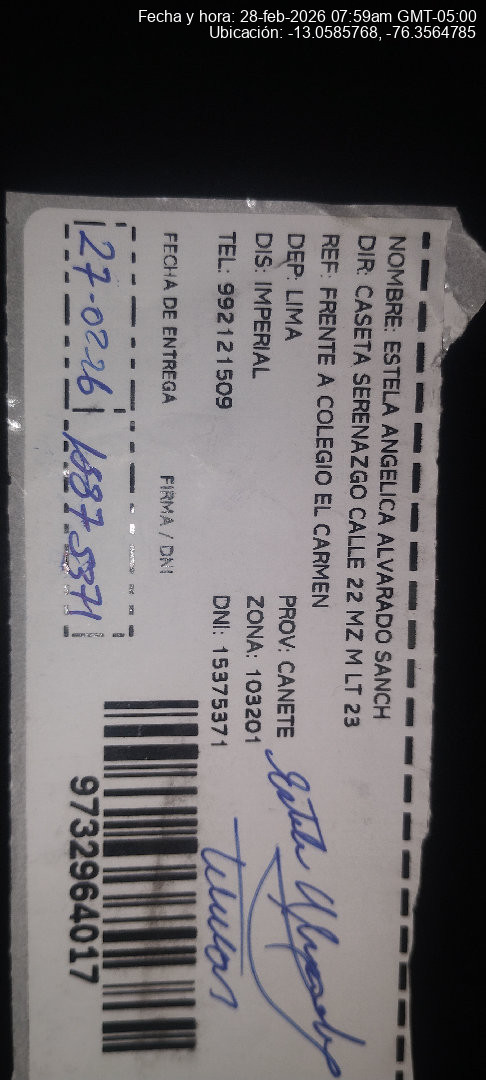 Fecha y hora: 28-feb-2026 07:59am GMT-05:00
Ubicación: -13.0585768, -76.3564785
NOMBRE: ESTELA ANGELICA ALVARADO SANCH
DIR: CASETA SERENAZGO CALLE 22 MZ M LT 23
REF: FRENTE A COLEGIO EL CARMEN
DEP: LIMA PROV: CANETE
DIS: IMPERIAL ZONA: 103201
TEL: 992121509 DNI: 15375371
FECHA DE ENTREGA FIRMA / DNI
27-02-26
9732964017